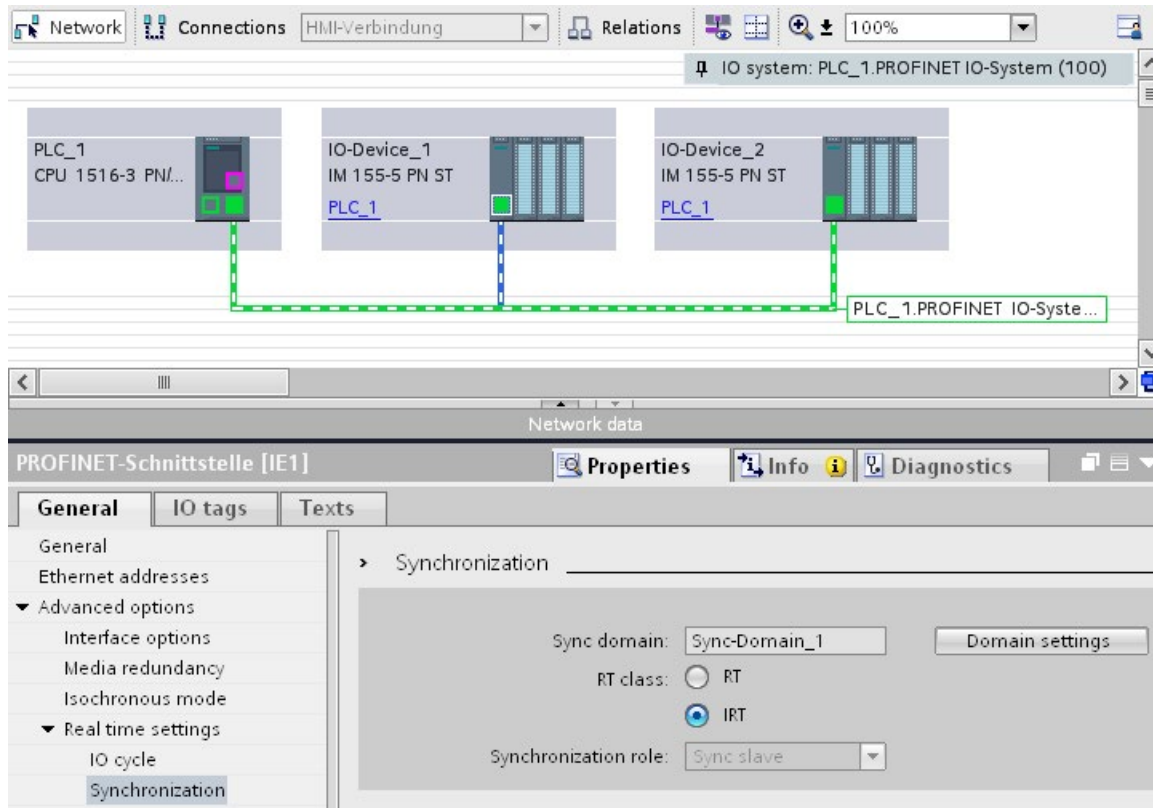 Network Connections HMI-Verbindung Relations 100%
IO system: PLC_1.PROFINET IO-System (100)
PLC_1
CPU 1516-3 PN/...
IO-Device_1
IM 155-5 PN ST
PLC_1
IO-Device_2
IM 155-5 PN ST
PLC_1
PLC_1.PROFINET IO-Syste...
Network data
PROFINET-Schnittstelle [IE1] Properties Info Diagnostics
General IO tags Texts
General
Ethernet addresses
Advanced options
Interface options
Media redundancy
Isochronous mode
Real time settings
IO cycle
Synchronization
Synchronization
Sync domain: Sync-Domain_1 Domain settings
RT class: RT
IRT
Synchronization role: Sync slave